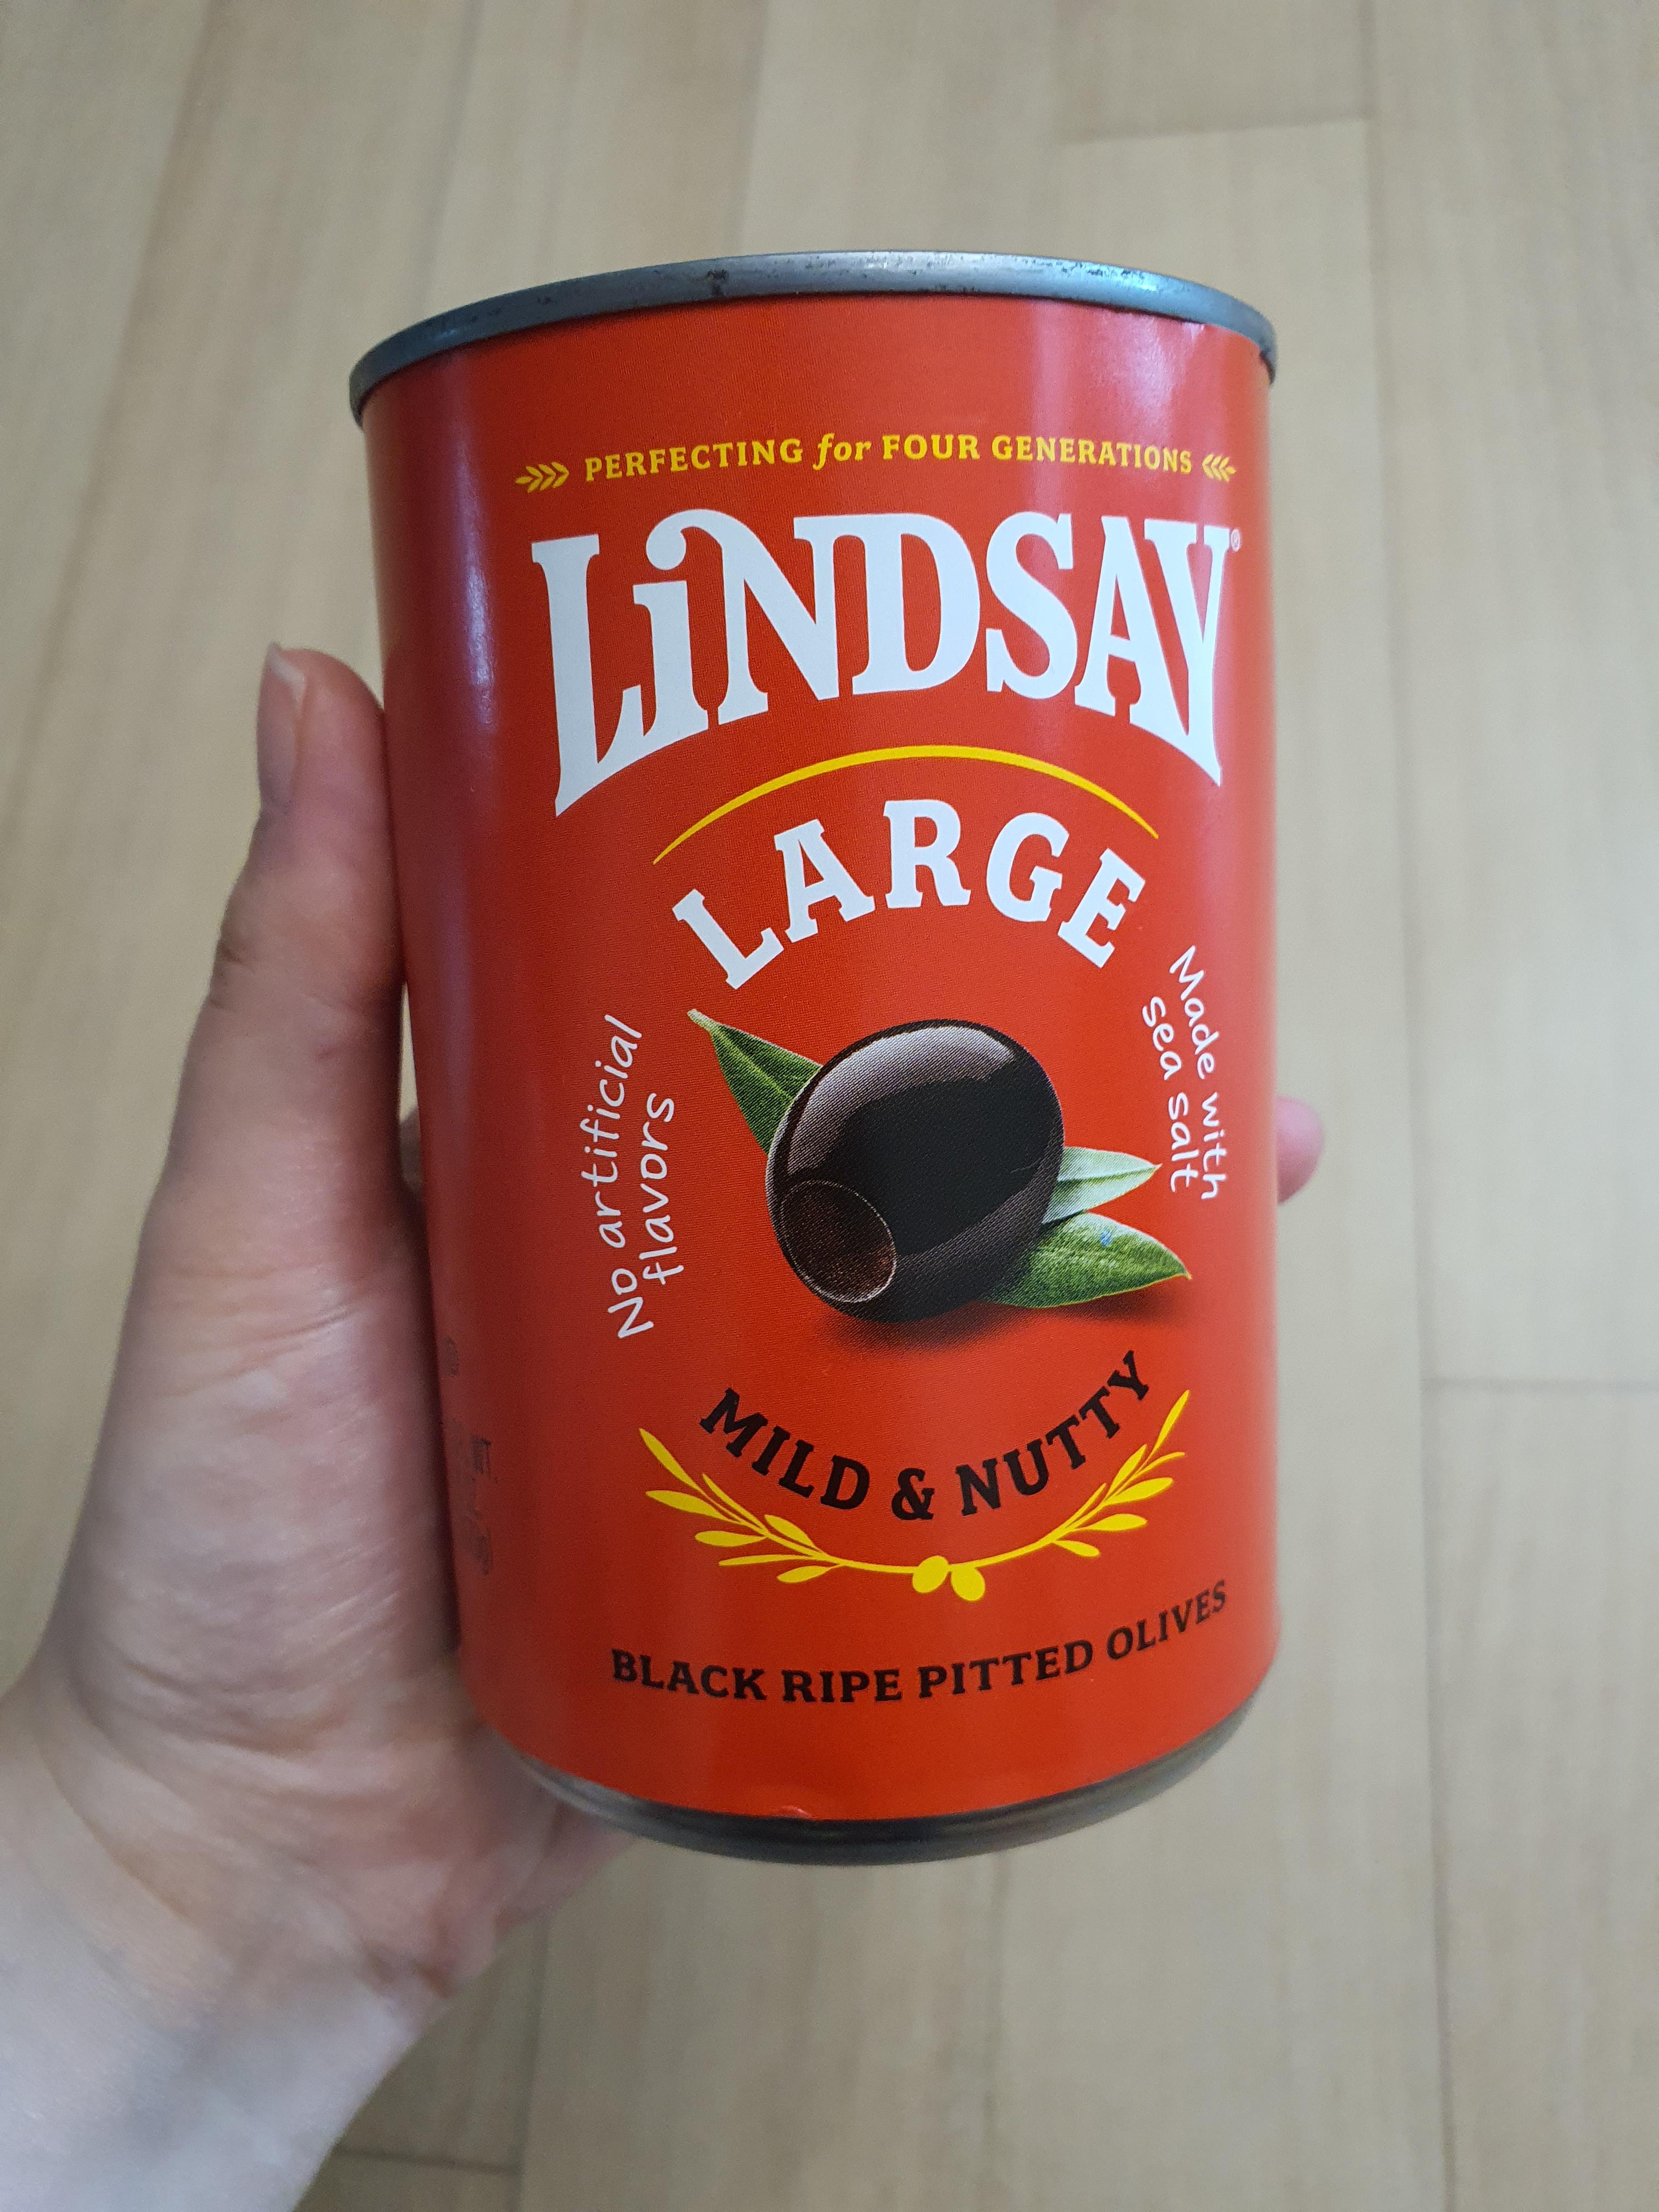 PERFECTING for FOUR GENERATIONS
LiNDSAY®
LARGE
No artificial
flavors
Made with
sea salt
MILD & NUTTY
BLACK RIPE PITTED OLIVES